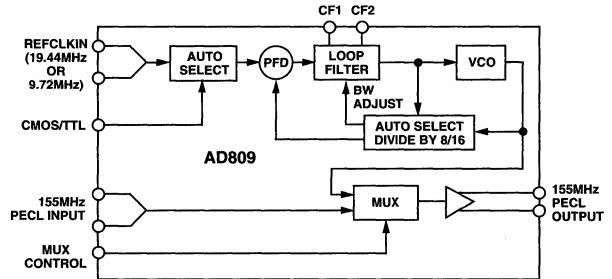 CF1 CF2
REFCLKIN
(19.44MHz
OR
9.72MHz)
AUTO
SELECT
PFD
LOOP
FILTER
VCO
BW
ADJUST
CMOS/TTL
AUTO SELECT
DIVIDE BY 8/16
AD809
155MHz
PECL INPUT
MUX
155MHz
PECL
OUTPUT
MUX
CONTROL